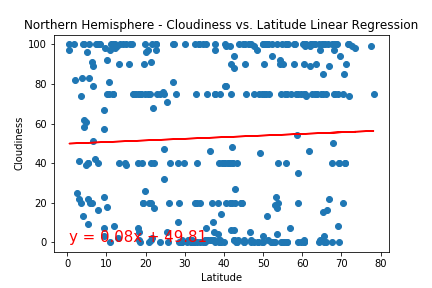 Northern Hemisphere - Cloudiness vs. Latitude Linear Regression
100
80
60
40
20
0
Cloudiness
y = 0.08x + 49.81
0 10 20 30 40 50 60 70 80
Latitude